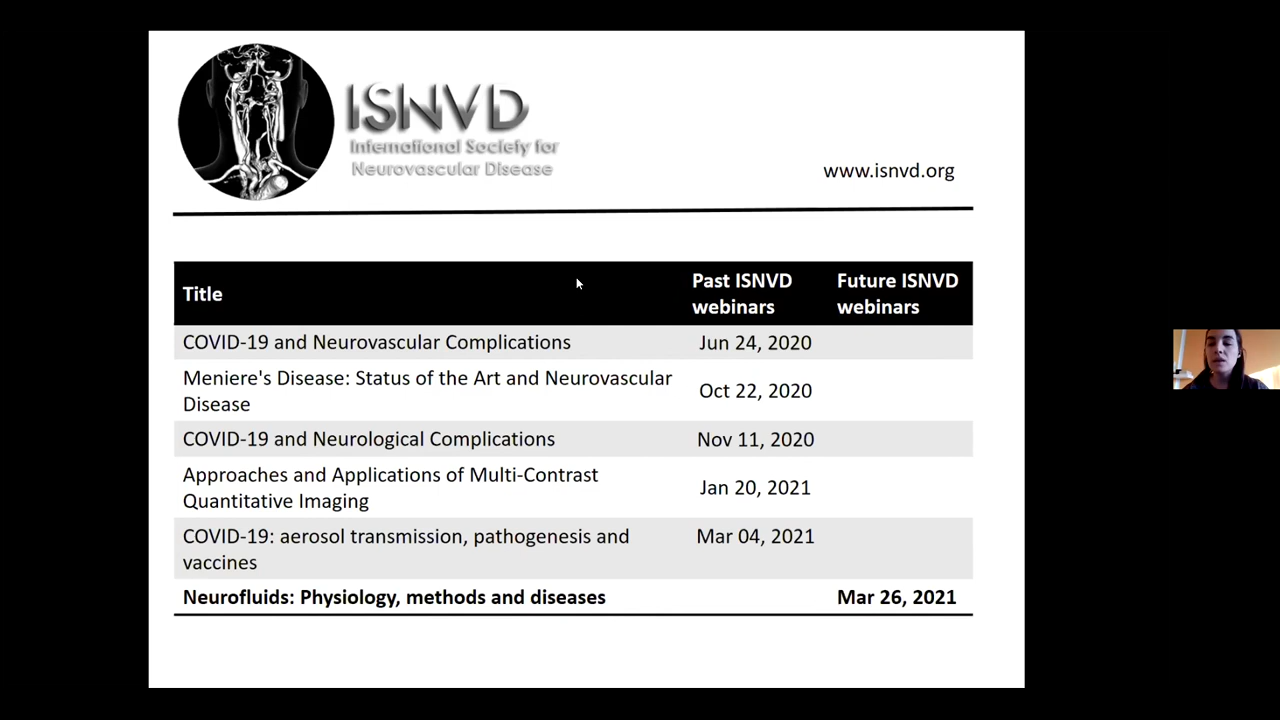 ISNVD
International Society for
Neurovascular Disease
www.isnvd.org
Title
Past ISNVD
webinars
Future ISNVD
webinars
COVID-19 and Neurovascular Complications
Jun 24, 2020
Meniere's Disease: Status of the Art and Neurovascular
Disease
Oct 22, 2020
COVID-19 and Neurological Complications
Nov 11, 2020
Approaches and Applications of Multi-Contrast
Quantitative Imaging
Jan 20, 2021
COVID-19: aerosol transmission, pathogenesis and
vaccines
Mar 04, 2021
Neurofluids: Physiology, methods and diseases
Mar 26, 2021